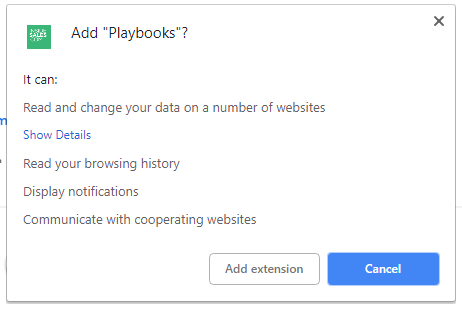 Add "Playbooks"?
It can:
Read and change your data on a number of websites
Show Details
Read your browsing history
Display notifications
Communicate with cooperating websites
Add extension
Cancel